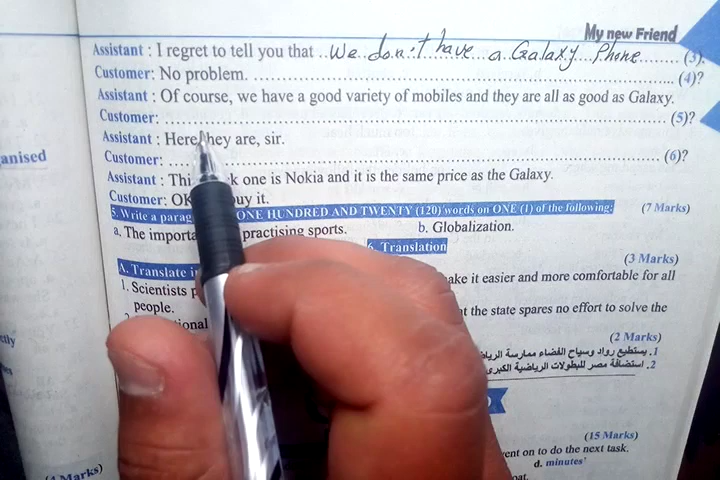 My new Friend
Assistant : I regret to tell you that ..We don't have a Galaxy Phone...... (3).
Customer: No problem. ........................................ (4)?
Assistant : Of course, we have a good variety of mobiles and they are all as good as Galaxy.
Customer: ........................................ (5)?
Assistant : Here they are, sir.
Customer: ........................................ (6)?
Assistant : Thi k one is Nokia and it is the same price as the Galaxy.
Customer: OK uy it.
5. Write a parag ONE HUNDRED AND TWENTY (120) words on ONE (1) of the following: (7 Marks)
a. The importa practising sports. b. Globalization.
6. Translation
A. Translate i (3 Marks)
1. Scientists p ake it easier and more comfortable for all
people.
ional t the state spares no effort to solve the
(2 Marks)
1. يستطيع رواد وسياح الفضاء ممارسة الرياض
2. استضافة مصر للبطولات الرياضية الكبرى
(15 Marks)
ent on to do the next task.
d. minutes'
oat.
anised
Marks)